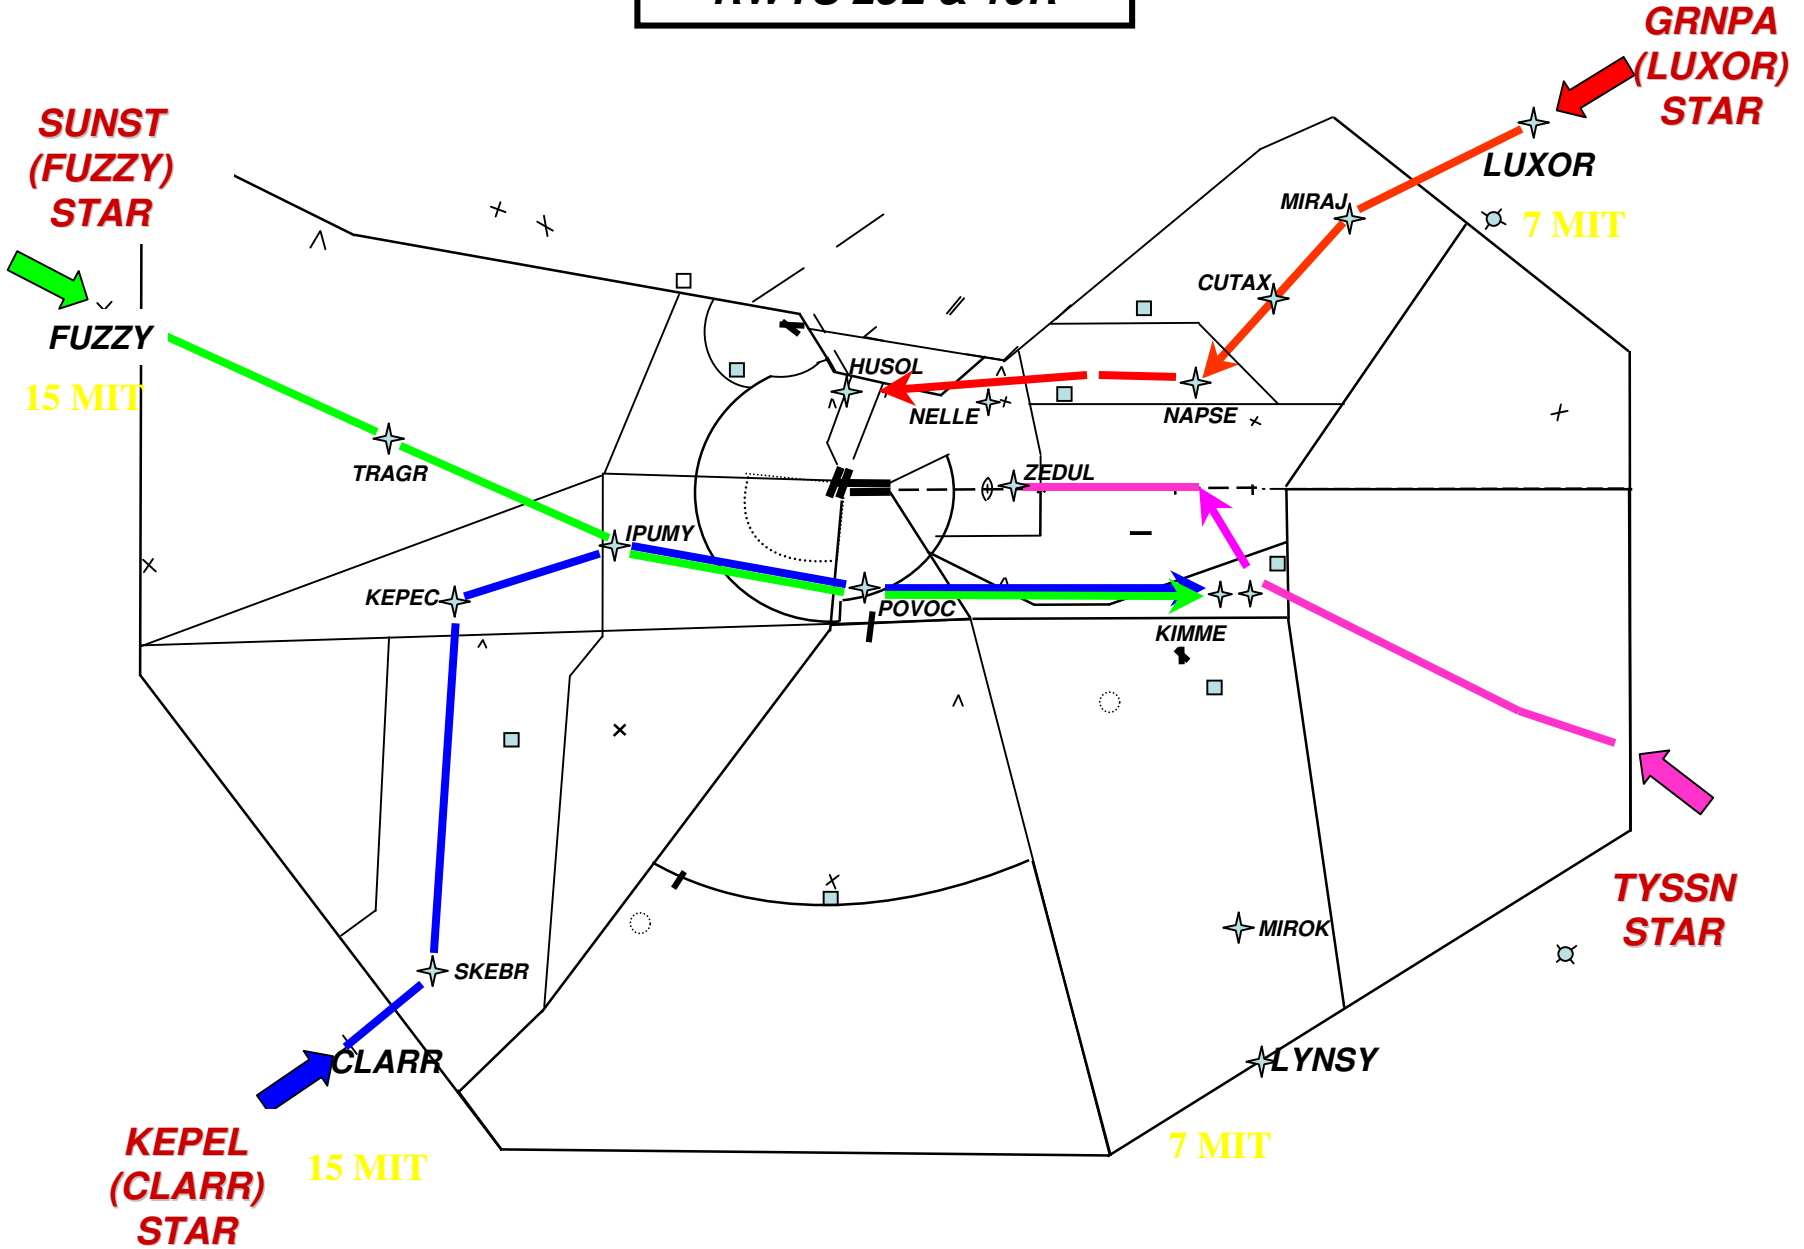 GRNPA
(LUXOR)
STAR
SUNST
(FUZZY)
STAR
LUXOR
MIRAJ
7 MIT
CUTAX
FUZZY
HUSOL
15 MIT
NELLE
NAPSE
TRAGR
ZEDUL
IPUMY
KEPEC
POVOC
KIMME
TYSSN
STAR
MIROK
SKEBR
CLARR
LYNSY
KEPEL
(CLARR)
STAR
15 MIT
7 MIT